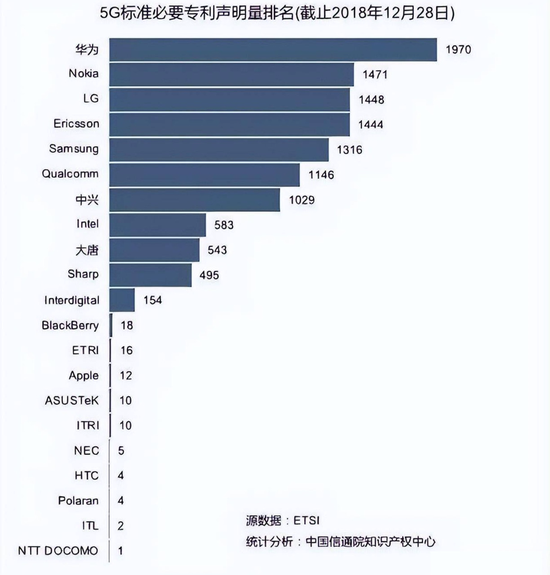 5G标准必要专利声明量排名(截止2018年12月28日)
华为 1970
Nokia 1471
LG 1448
Ericsson 1444
Samsung 1316
Qualcomm 1146
中兴 1029
Intel 583
大唐 543
Sharp 495
Interdigital 154
BlackBerry 18
ETRI 16
Apple 12
ASUSTeK 10
ITRI 10
NEC 5
HTC 4
Polaran 4
ITL 2
NTT DOCOMO 1
源数据：ETSI
统计分析：中国信通院知识产权中心